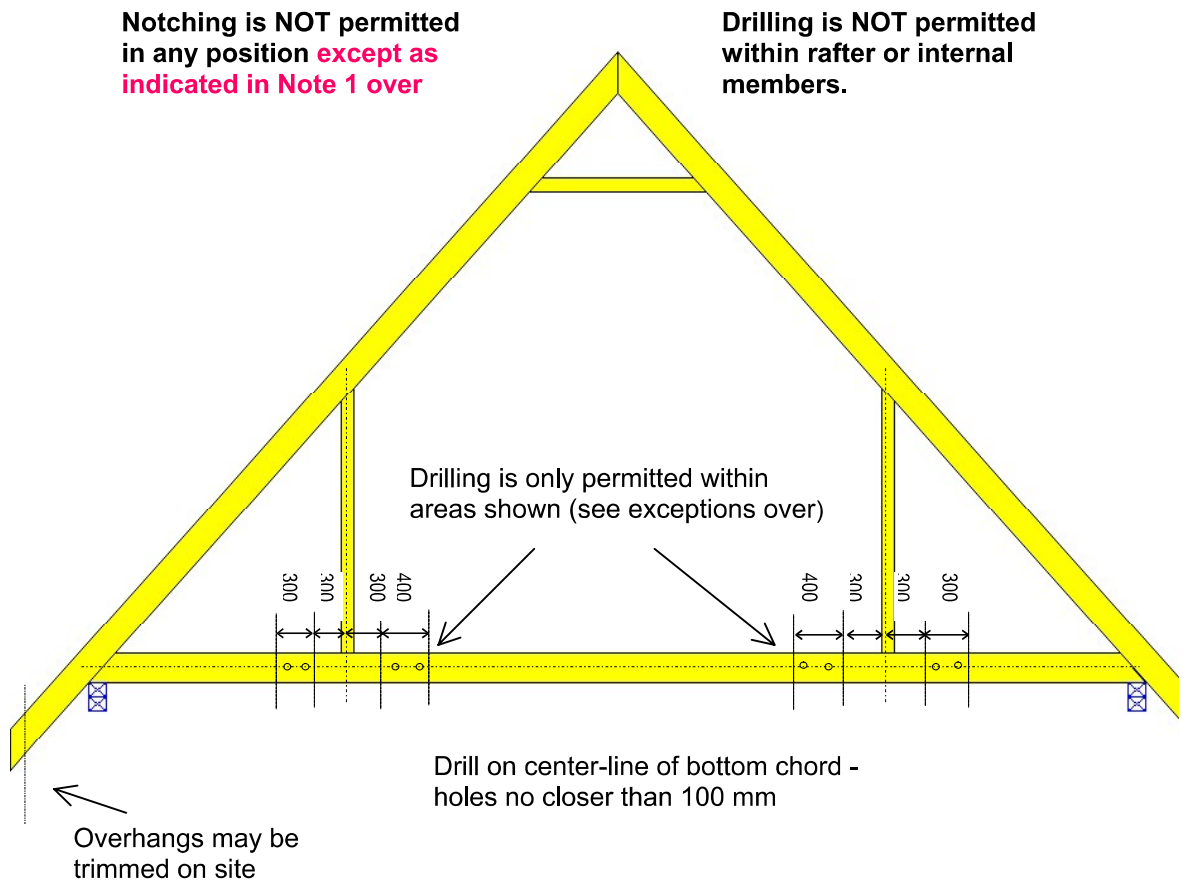 Notching is NOT permitted
in any position except as
indicated in Note 1 over
Drilling is NOT permitted
within rafter or internal
members.
Drilling is only permitted within
areas shown (see exceptions over)
300
300
300
400
400
300
300
300
Drill on center-line of bottom chord -
holes no closer than 100 mm
Overhangs may be
trimmed on site